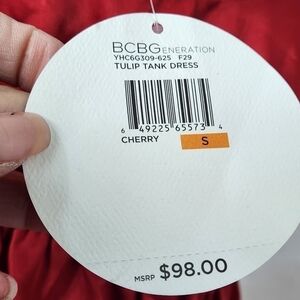 BCBGENERATION
YHC6G309-625 F29
TULIP TANK DRESS
6 49225 65573 4
CHERRY S
MSRP $98.00